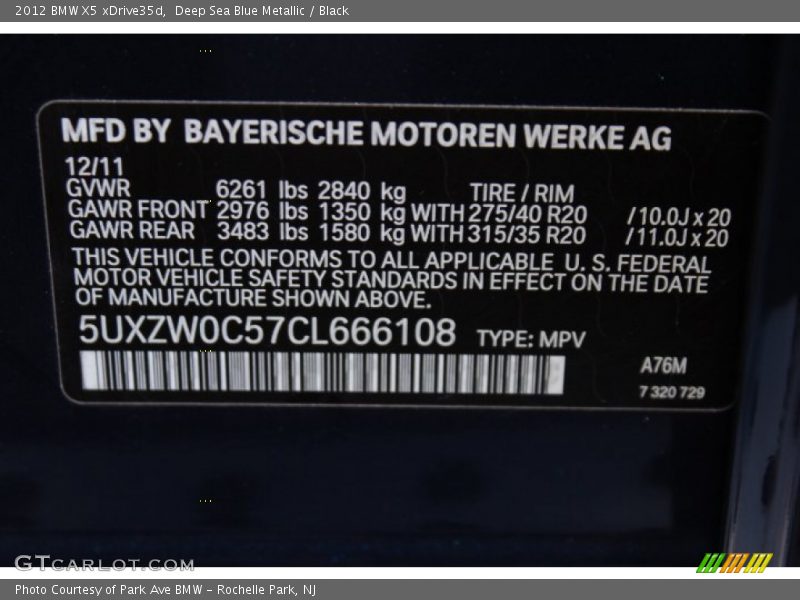 2012 BMW X5 xDrive35d, Deep Sea Blue Metallic / Black
MFD BY BAYERISCHE MOTOREN WERKE AG
12/11
GVWR 6261 lbs 2840 kg TIRE / RIM
GAWR FRONT 2976 lbs 1350 kg WITH 275/40 R20 /10.0J x 20
GAWR REAR 3483 lbs 1580 kg WITH 315/35 R20 /11.0J x 20
THIS VEHICLE CONFORMS TO ALL APPLICABLE U. S. FEDERAL
MOTOR VEHICLE SAFETY STANDARDS IN EFFECT ON THE DATE
OF MANUFACTURE SHOWN ABOVE.
5UXZW0C57CL666108 TYPE: MPV
A76M
7 320 729
GTCARLOT.COM
Photo Courtesy of Park Ave BMW - Rochelle Park, NJ